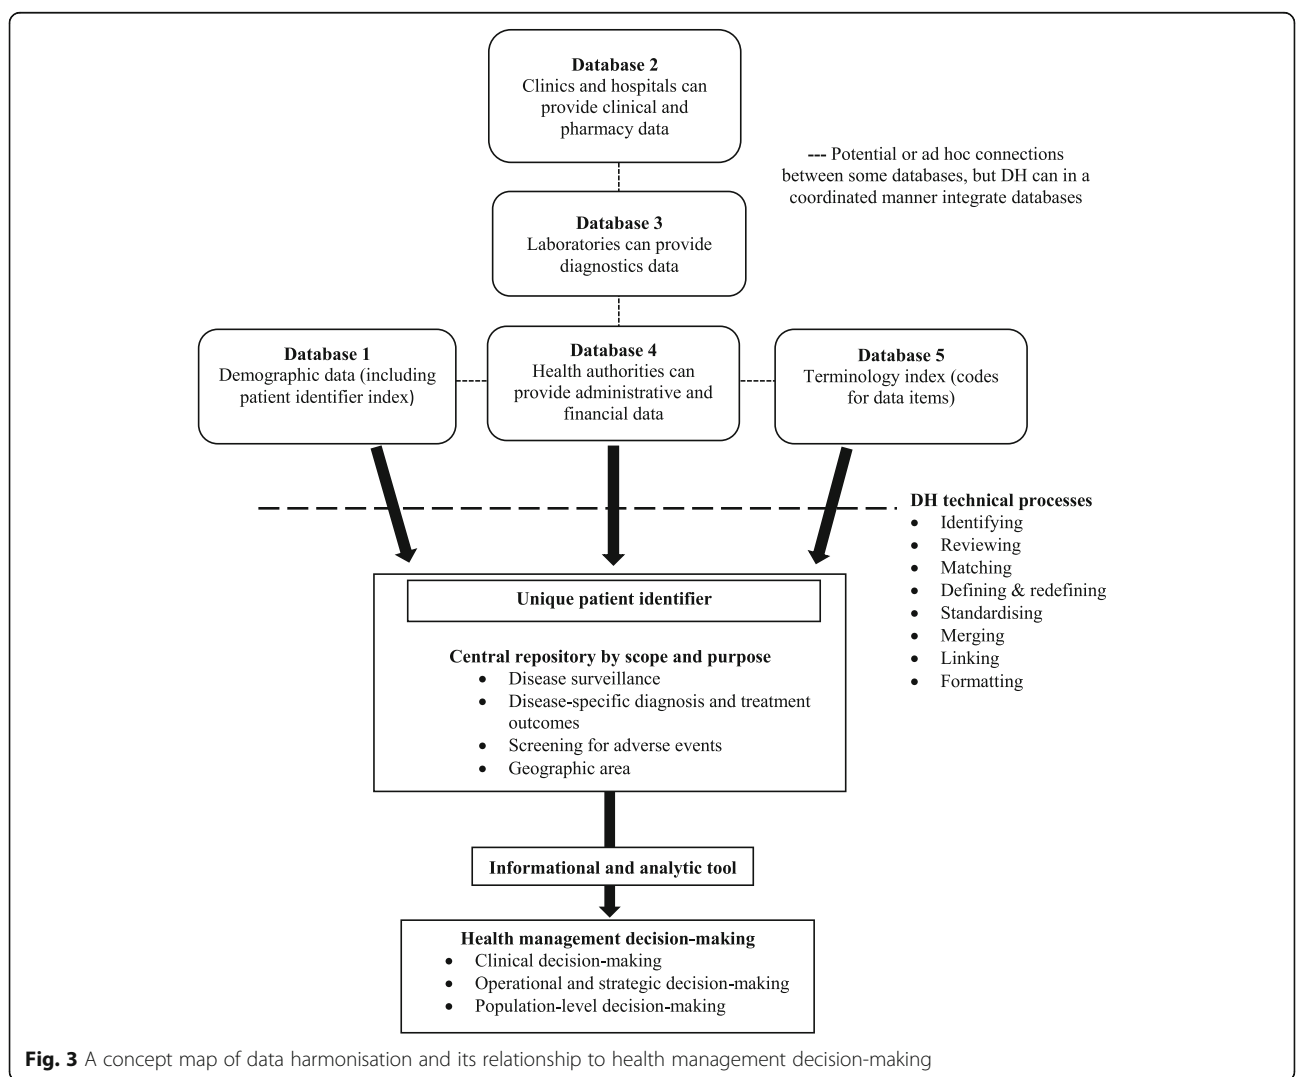 Database 2
Clinics and hospitals can
provide clinical and
pharmacy data
--- Potential or ad hoc connections
between some databases, but DH can in a
coordinated manner integrate databases
Database 3
Laboratories can provide
diagnostics data
Database 1
Demographic data (including
patient identifier index)
Database 4
Health authorities can
provide administrative and
financial data
Database 5
Terminology index (codes
for data items)
DH technical processes
• Identifying
• Reviewing
• Matching
• Defining & redefining
• Standardising
• Merging
• Linking
• Formatting
Unique patient identifier
Central repository by scope and purpose
• Disease surveillance
• Disease-specific diagnosis and treatment
outcomes
• Screening for adverse events
• Geographic area
Informational and analytic tool
Health management decision-making
• Clinical decision-making
• Operational and strategic decision-making
• Population-level decision-making
Fig. 3 A concept map of data harmonisation and its relationship to health management decision-making